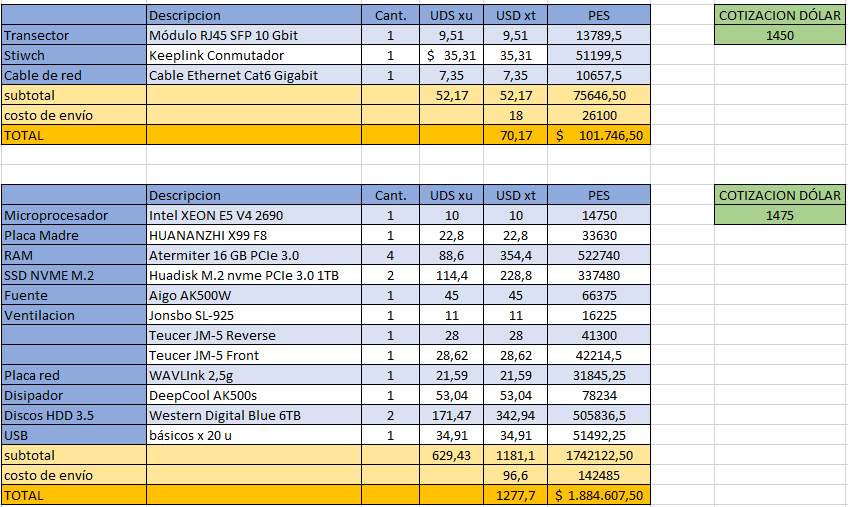 Descripcion Cant. UDS xu USD xt PES COTIZACION DÓLAR
Transector Módulo RJ45 SFP 10 Gbit 1 9,51 9,51 13789,5 1450
Stiwch Keeplink Conmutador 1 $ 35,31 35,31 51199,5
Cable de red Cable Ethernet Cat6 Gigabit 1 7,35 7,35 10657,5
subtotal 52,17 52,17 75646,50
costo de envío 18 26100
TOTAL 70,17 $ 101.746,50
Descripcion Cant. UDS xu USD xt PES COTIZACION DÓLAR
Microprocesador Intel XEON E5 V4 2690 1 10 10 14750 1475
Placa Madre HUANANZHI X99 F8 1 22,8 22,8 33630
RAM Atermiter 16 GB PCIe 3.0 4 88,6 354,4 522740
SSD NVME M.2 Huadisk M.2 nvme PCIe 3.0 1TB 2 114,4 228,8 337480
Fuente Aigo AK500W 1 45 45 66375
Ventilacion Jonsbo SL-925 1 11 11 16225
Teucer JM-5 Reverse 1 28 28 41300
Teucer JM-5 Front 1 28,62 28,62 42214,5
Placa red WAVLInk 2,5g 1 21,59 21,59 31845,25
Disipador DeepCool AK500s 1 53,04 53,04 78234
Discos HDD 3.5 Western Digital Blue 6TB 2 171,47 342,94 505836,5
USB básicos x 20 u 1 34,91 34,91 51492,25
subtotal 629,43 1181,1 1742122,50
costo de envío 96,6 142485
TOTAL 1277,7 $ 1.884.607,50